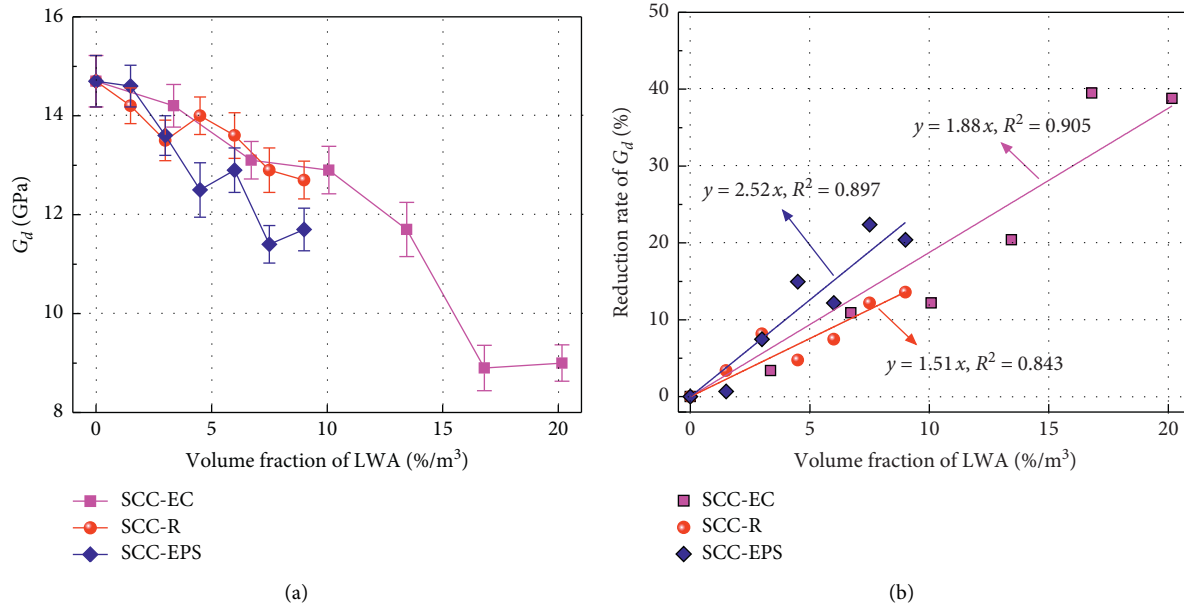 16
14
12
10
8
G_d (GPa)
0
5
10
15
20
Volume fraction of LWA (%/m³)
SCC-EC
SCC-R
SCC-EPS
(a)
50
40
30
20
10
0
Reduction rate of G_d (%)
y = 1.88x, R² = 0.905
y = 2.52x, R² = 0.897
y = 1.51x, R² = 0.843
0
5
10
15
20
Volume fraction of LWA (%/m³)
SCC-EC
SCC-R
SCC-EPS
(b)